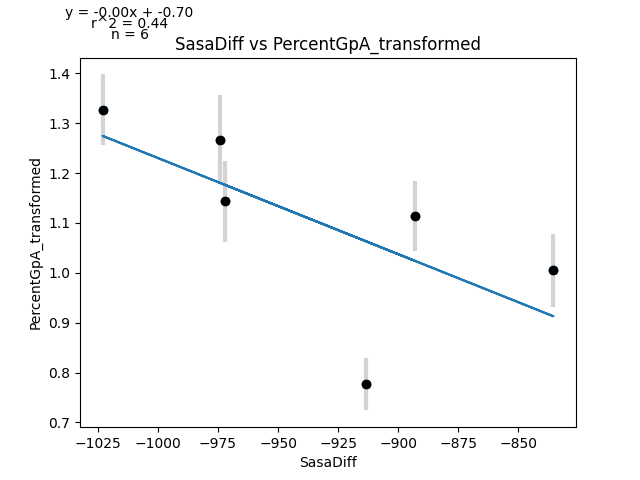 y = -0.00x + -0.70
r^2 = 0.44
n = 6
SasaDiff vs PercentGpA_transformed
1.4
1.3
1.2
1.1
1.0
0.9
0.8
0.7
PercentGpA_transformed
−1025 −1000 −975 −950 −925 −900 −875 −850
SasaDiff